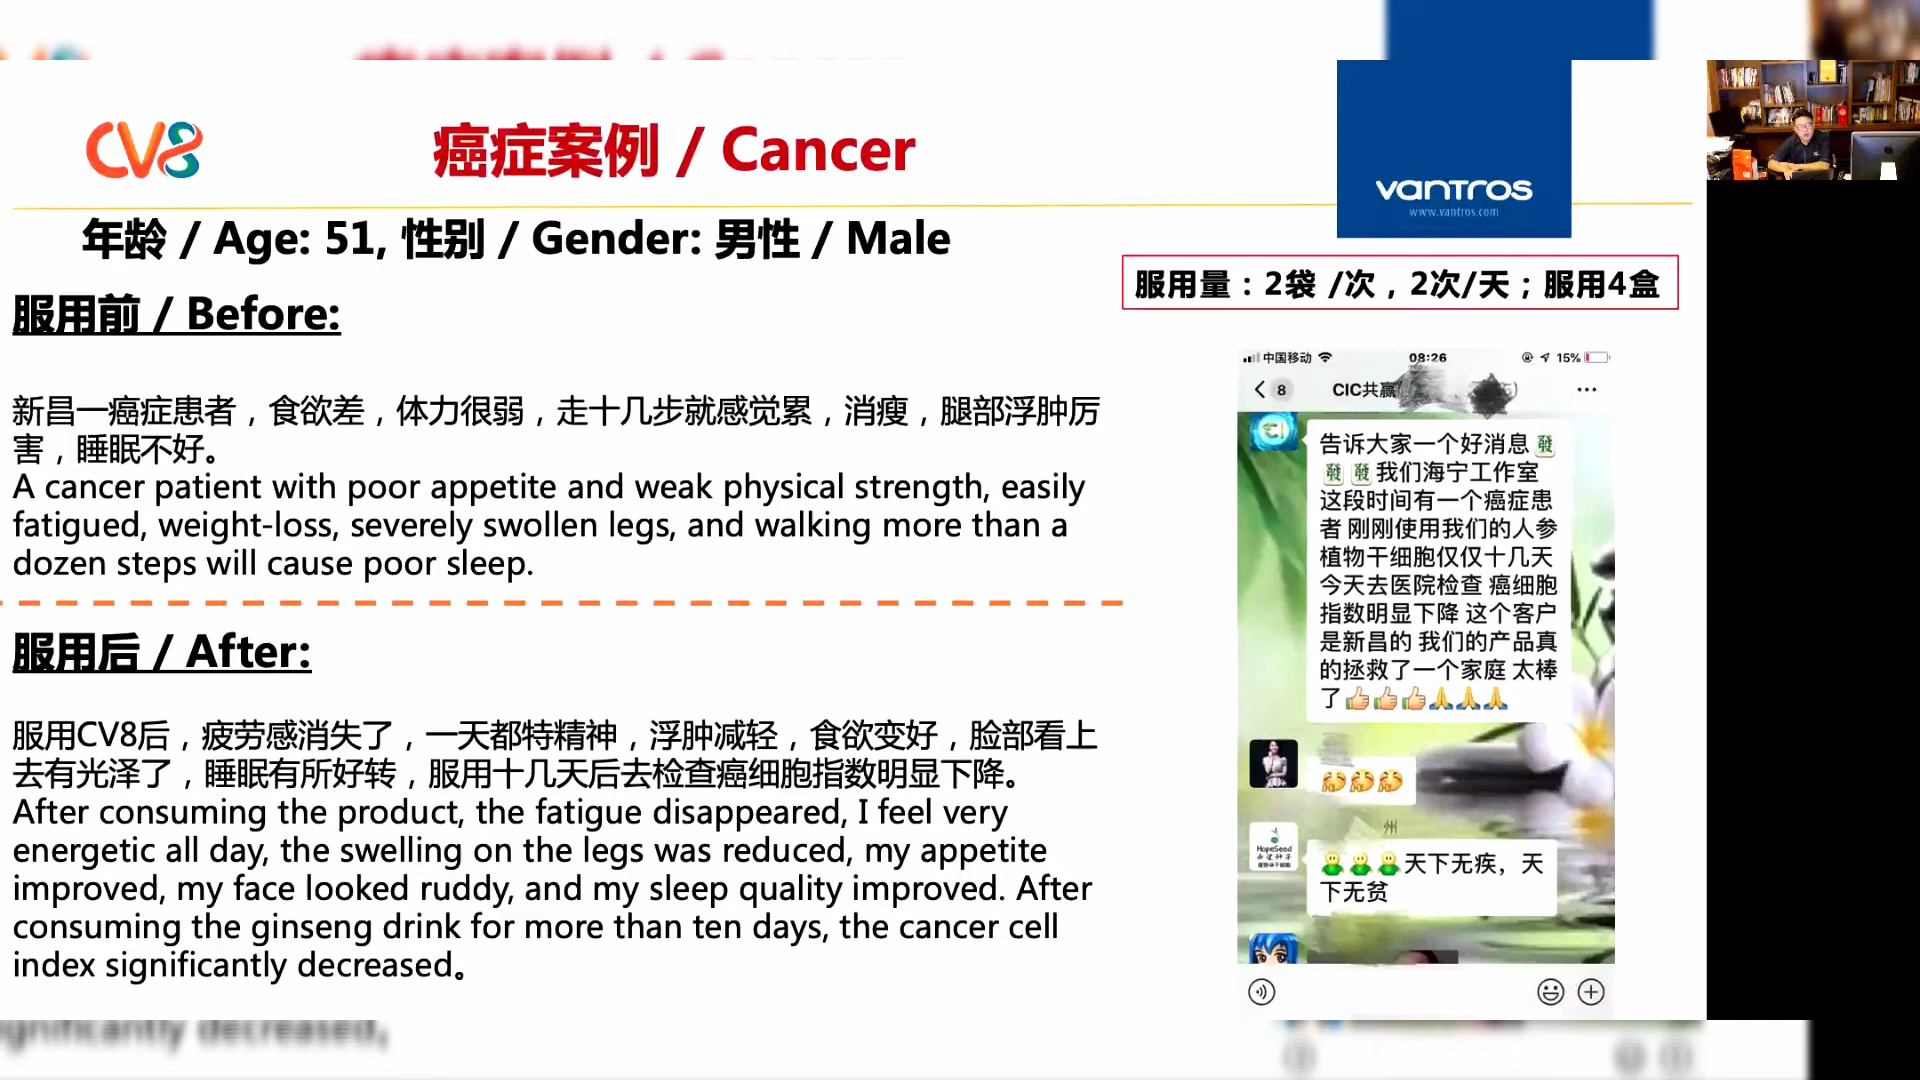 CV8
癌症案例 / Cancer
vantros
www.vantros.com
年龄 / Age: 51, 性别 / Gender: 男性 / Male
服用量：2袋 /次，2次/天；服用4盒
服用前 / Before:
新昌一癌症患者，食欲差，体力很弱，走十几步就感觉累，消瘦，腿部浮肿厉
害，睡眠不好。
A cancer patient with poor appetite and weak physical strength, easily
fatigued, weight-loss, severely swollen legs, and walking more than a
dozen steps will cause poor sleep.
服用后 / After:
服用CV8后，疲劳感消失了，一天都特精神，浮肿减轻，食欲变好，脸部看上
去有光泽了，睡眠有所好转，服用十几天后去检查癌细胞指数明显下降。
After consuming the product, the fatigue disappeared, I feel very
energetic all day, the swelling on the legs was reduced, my appetite
improved, my face looked ruddy, and my sleep quality improved. After
consuming the ginseng drink for more than ten days, the cancer cell
index significantly decreased。
中国移动 08:26 15%
8 CIC共赢
告诉大家一个好消息發
發 發 我们海宁工作室
这段时间有一个癌症患
者 刚刚使用我们的人参
植物干细胞仅仅十几天
今天去医院检查 癌细胞
指数明显下降 这个客户
是新昌的 我们的产品真
的拯救了一个家庭 太棒
了
州
HopeSeed
天下无疾，天
下无贫